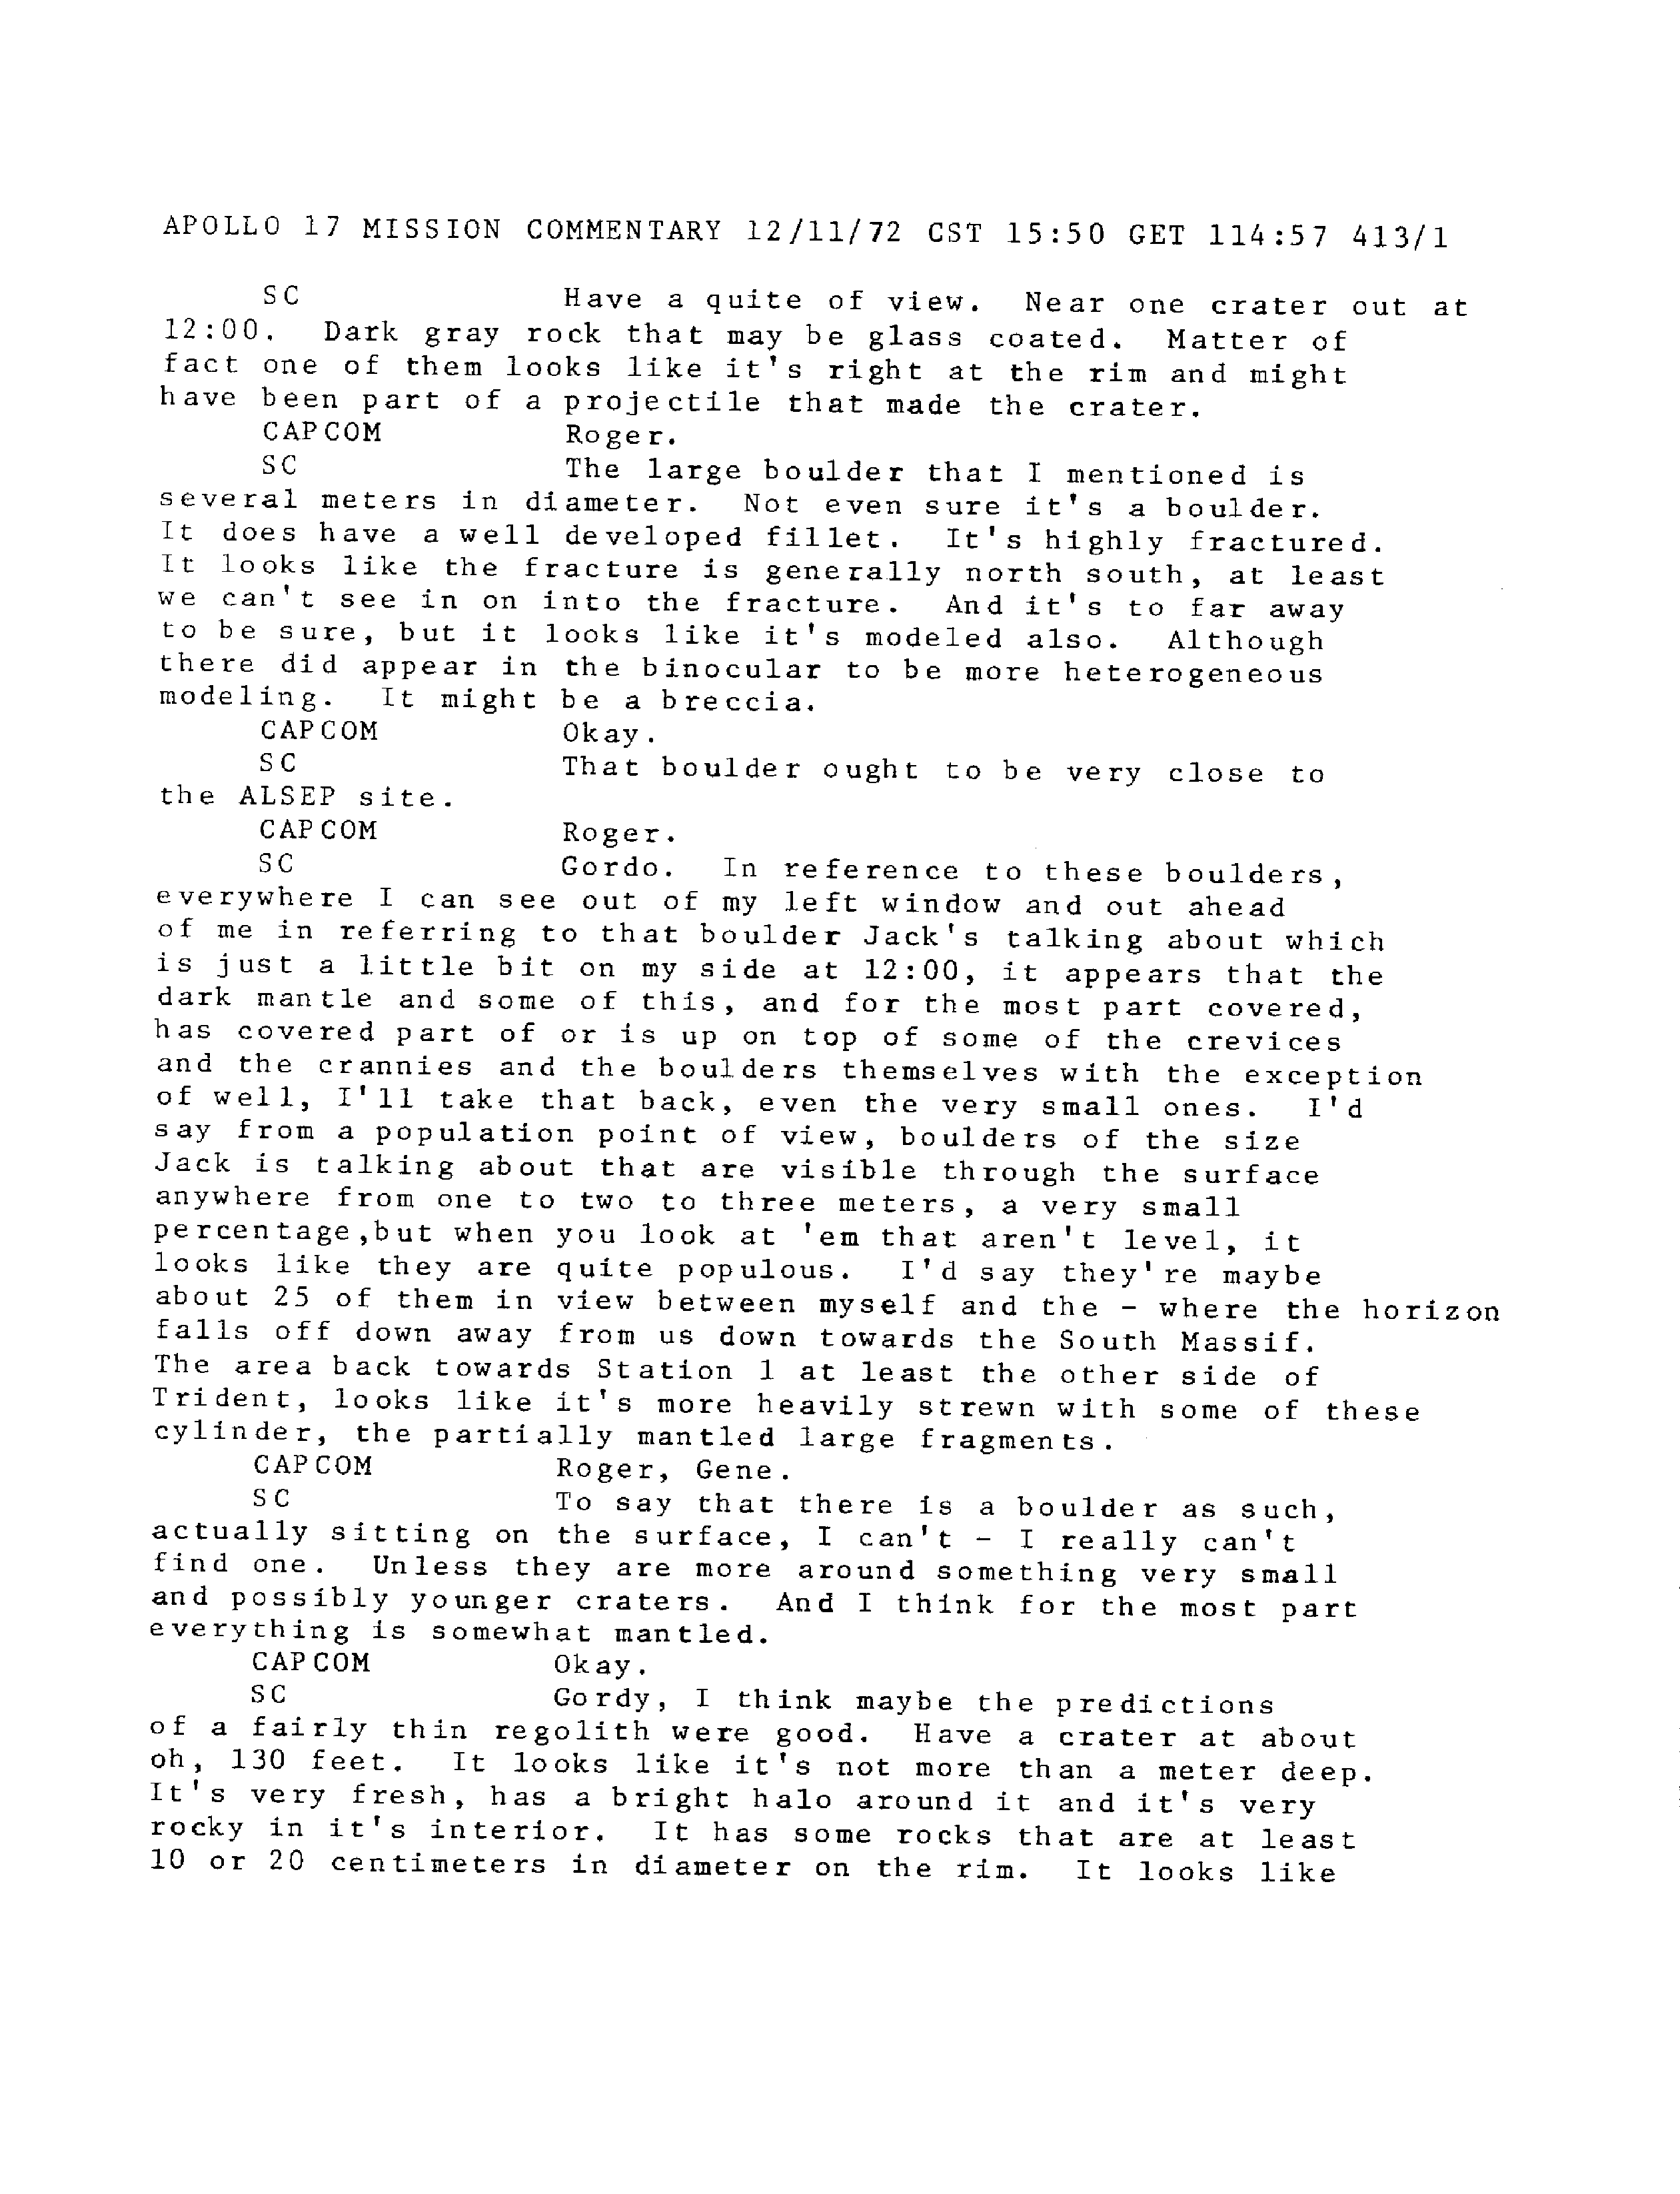 APOLLO 17 MISSION COMMENTARY 12/11/72 CST 15:50 GET 114:57 413/1
SC Have a quite of view. Near one crater out at
12:00. Dark gray rock that may be glass coated. Matter of
fact one of them looks like it's right at the rim and might
have been part of a projectile that made the crater.
CAPCOM Roger.
SC The large boulder that I mentioned is
several meters in diameter. Not even sure it's a boulder.
It does have a well developed fillet. It's highly fractured.
It looks like the fracture is generally north south, at least
we can't see in on into the fracture. And it's to far away
to be sure, but it looks like it's modeled also. Although
there did appear in the binocular to be more heterogeneous
modeling. It might be a breccia.
CAPCOM Okay.
SC That boulder ought to be very close to
the ALSEP site.
CAPCOM Roger.
SC Gordo. In reference to these boulders,
everywhere I can see out of my left window and out ahead
of me in referring to that boulder Jack's talking about which
is just a little bit on my side at 12:00, it appears that the
dark mantle and some of this, and for the most part covered,
has covered part of or is up on top of some of the crevices
and the crannies and the boulders themselves with the exception
of well, I'll take that back, even the very small ones. I'd
say from a population point of view, boulders of the size
Jack is talking about that are visible through the surface
anywhere from one to two to three meters, a very small
percentage,but when you look at 'em that aren't level, it
looks like they are quite populous. I'd say they're maybe
about 25 of them in view between myself and the - where the horizon
falls off down away from us down towards the South Massif.
The area back towards Station 1 at least the other side of
Trident, looks like it's more heavily strewn with some of these
cylinder, the partially mantled large fragments.
CAPCOM Roger, Gene.
SC To say that there is a boulder as such,
actually sitting on the surface, I can't - I really can't
find one. Unless they are more around something very small
and possibly younger craters. And I think for the most part
everything is somewhat mantled.
CAPCOM Okay.
SC Gordy, I think maybe the predictions
of a fairly thin regolith were good. Have a crater at about
oh, 130 feet. It looks like it's not more than a meter deep.
It's very fresh, has a bright halo around it and it's very
rocky in it's interior. It has some rocks that are at least
10 or 20 centimeters in diameter on the rim. It looks like